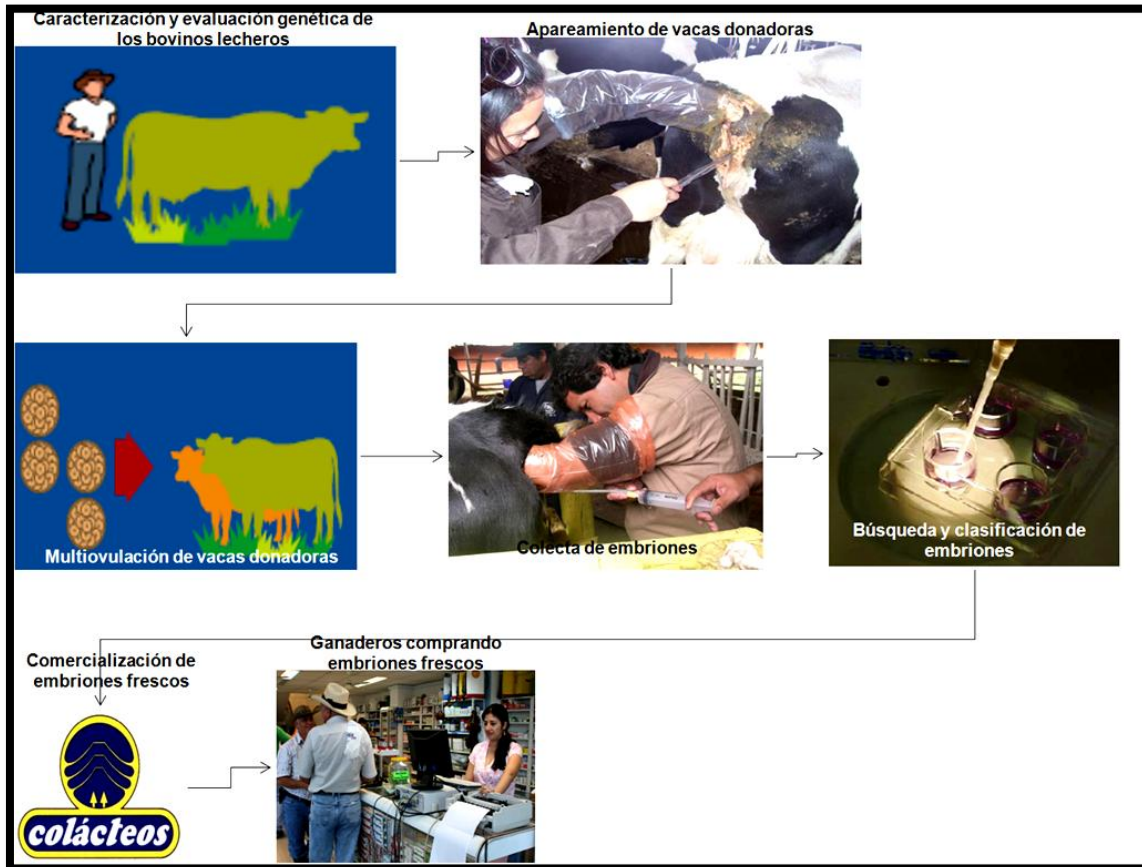 Caracterización y evaluación genética de
los bovinos lecheros
Apareamiento de vacas donadoras
Multiovulación de vacas donadoras
Colecta de embriones
Búsqueda y clasificación de
embriones
Comercialización de
embriones frescos
colácteos
Ganaderos comprando
embriones frescos